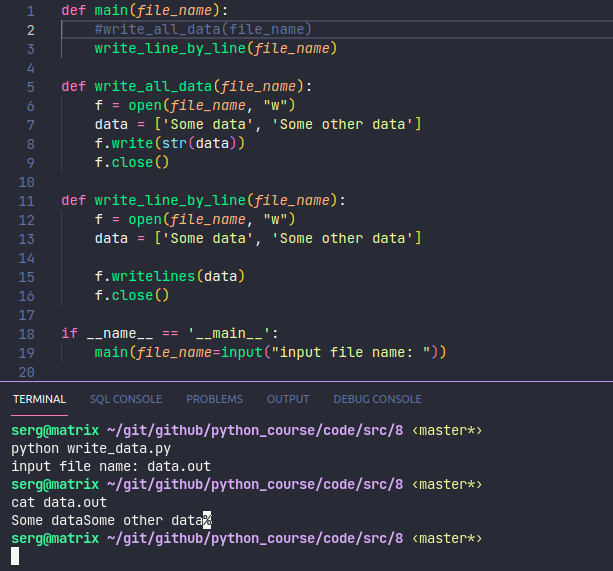 1 def main(file_name):
2     #write_all_data(file_name)
3     write_line_by_line(file_name)
4
5 def write_all_data(file_name):
6     f = open(file_name, "w")
7     data = ['Some data', 'Some other data']
8     f.write(str(data))
9     f.close()
10
11 def write_line_by_line(file_name):
12     f = open(file_name, "w")
13     data = ['Some data', 'Some other data']
14
15     f.writelines(data)
16     f.close()
17
18 if __name__ == '__main__':
19     main(file_name=input("input file name: "))
20
TERMINAL SQL CONSOLE PROBLEMS OUTPUT DEBUG CONSOLE
serg@matrix ~/git/github/python_course/code/src/8 ‹master*›
python write_data.py
input file name: data.out
serg@matrix ~/git/github/python_course/code/src/8 ‹master*›
cat data.out
Some dataSome other data%
serg@matrix ~/git/github/python_course/code/src/8 ‹master*›